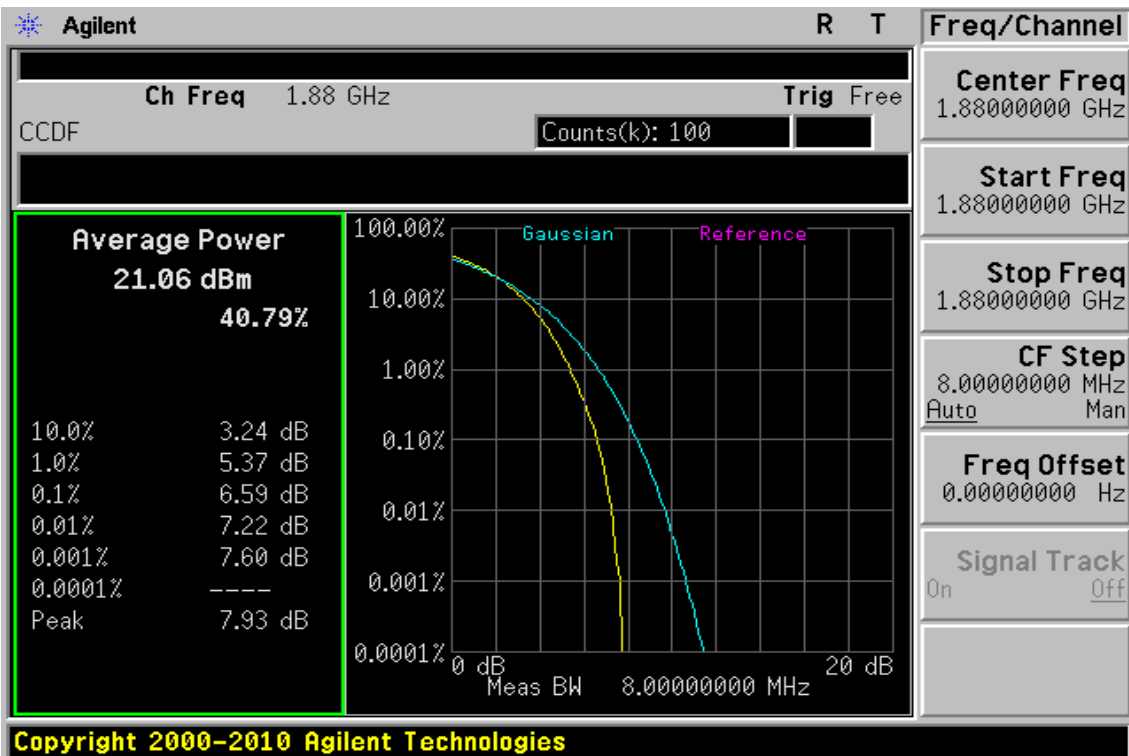 Agilent R T
Ch Freq 1.88 GHz Trig Free
CCDF
Counts(k): 100
Average Power
21.06 dBm
40.79%
10.0% 3.24 dB
1.0% 5.37 dB
0.1% 6.59 dB
0.01% 7.22 dB
0.001% 7.60 dB
0.0001% ----
Peak 7.93 dB
Gaussian Reference
100.00%
10.00%
1.00%
0.10%
0.01%
0.001%
0.0001%
0 dB 20 dB
Meas BW 8.00000000 MHz
Freq/Channel
Center Freq
1.88000000 GHz
Start Freq
1.88000000 GHz
Stop Freq
1.88000000 GHz
CF Step
8.00000000 MHz
Auto Man
Freq Offset
0.00000000 Hz
Signal Track
On Off
Copyright 2000-2010 Agilent Technologies